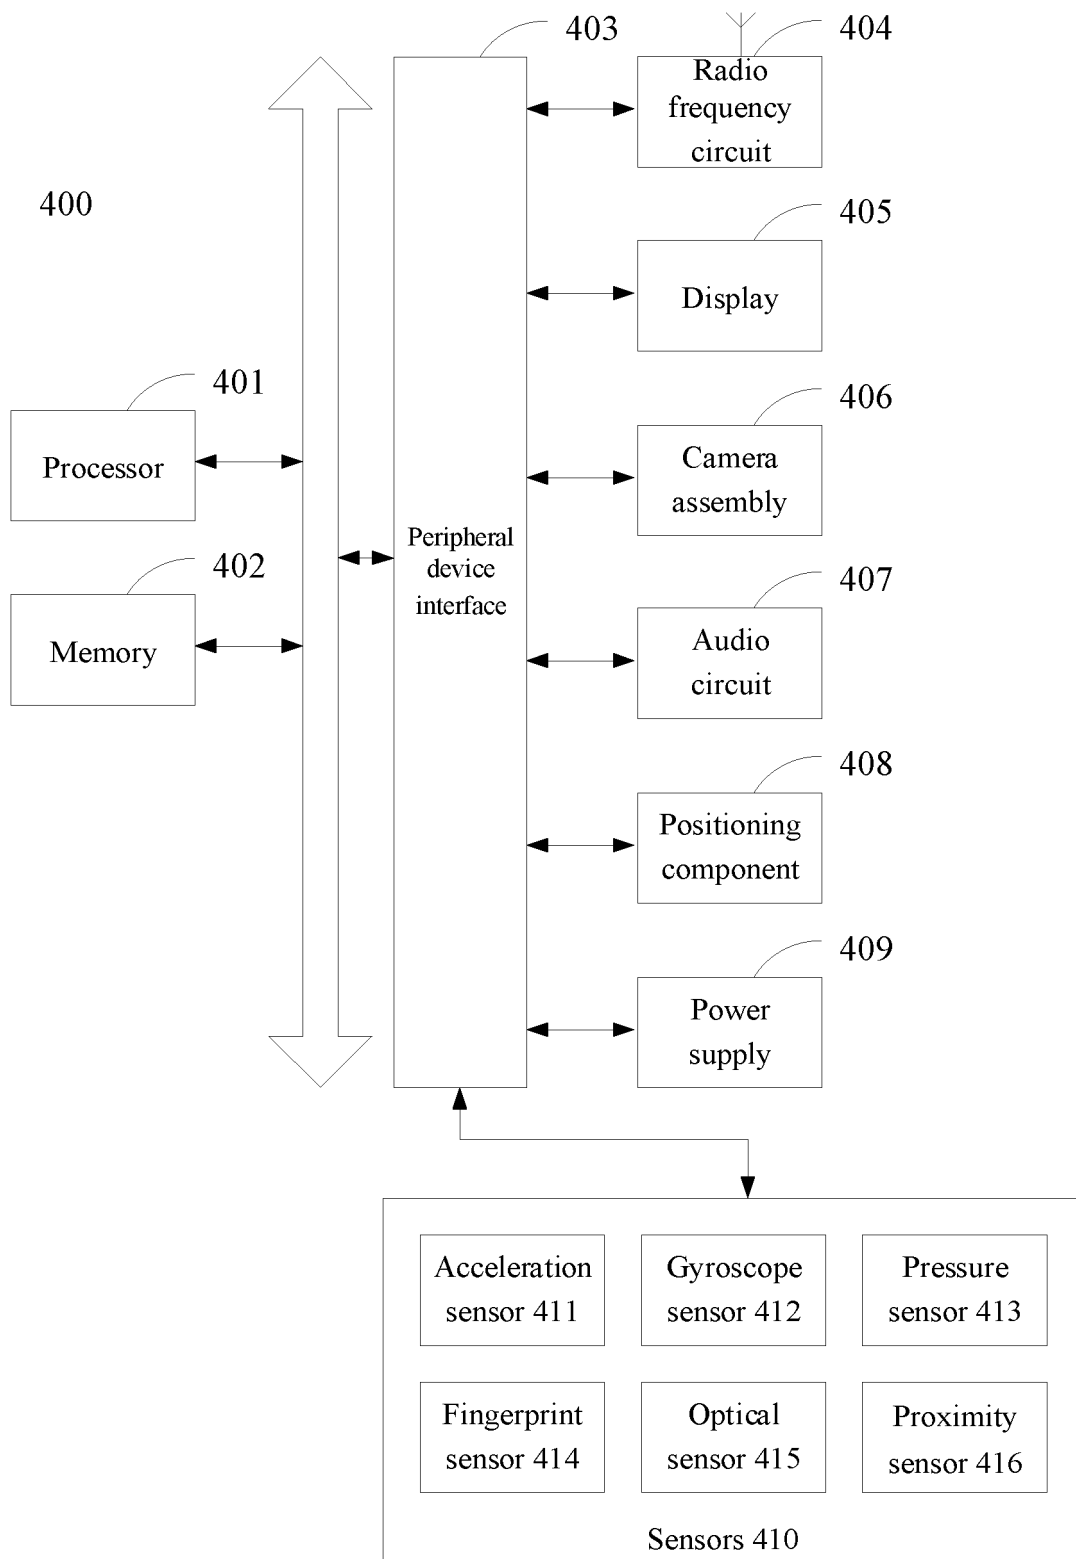 403
404
Radio
frequency
circuit
400
405
Display
401
Processor
406
Camera
assembly
Peripheral
device
interface
402
Memory
407
Audio
circuit
408
Positioning
component
409
Power
supply
Acceleration
sensor 411
Gyroscope
sensor 412
Pressure
sensor 413
Fingerprint
sensor 414
Optical
sensor 415
Proximity
sensor 416
Sensors 410